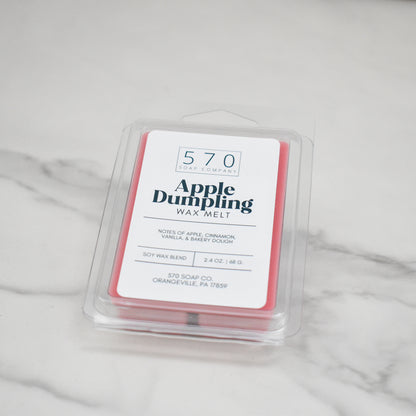 570
SOAP COMPANY
Apple
Dumpling
WAX MELT
NOTES OF APPLE, CINNAMON,
VANILLA, & BAKERY DOUGH
SOY WAX BLEND | 2.4 OZ. | 68 G.
570 SOAP CO.
ORANGEVILLE, PA 17859